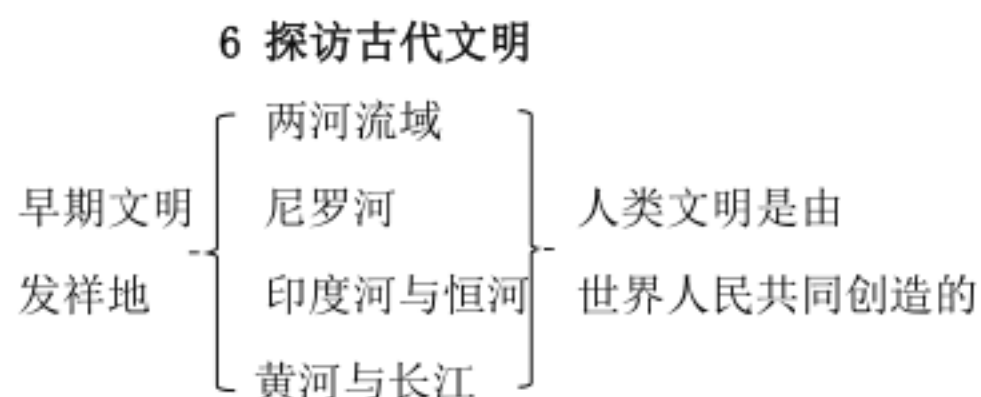 6 探访古代文明
两河流域
早期文明 尼罗河 人类文明是由
发祥地 印度河与恒河 世界人民共同创造的
黄河与长江